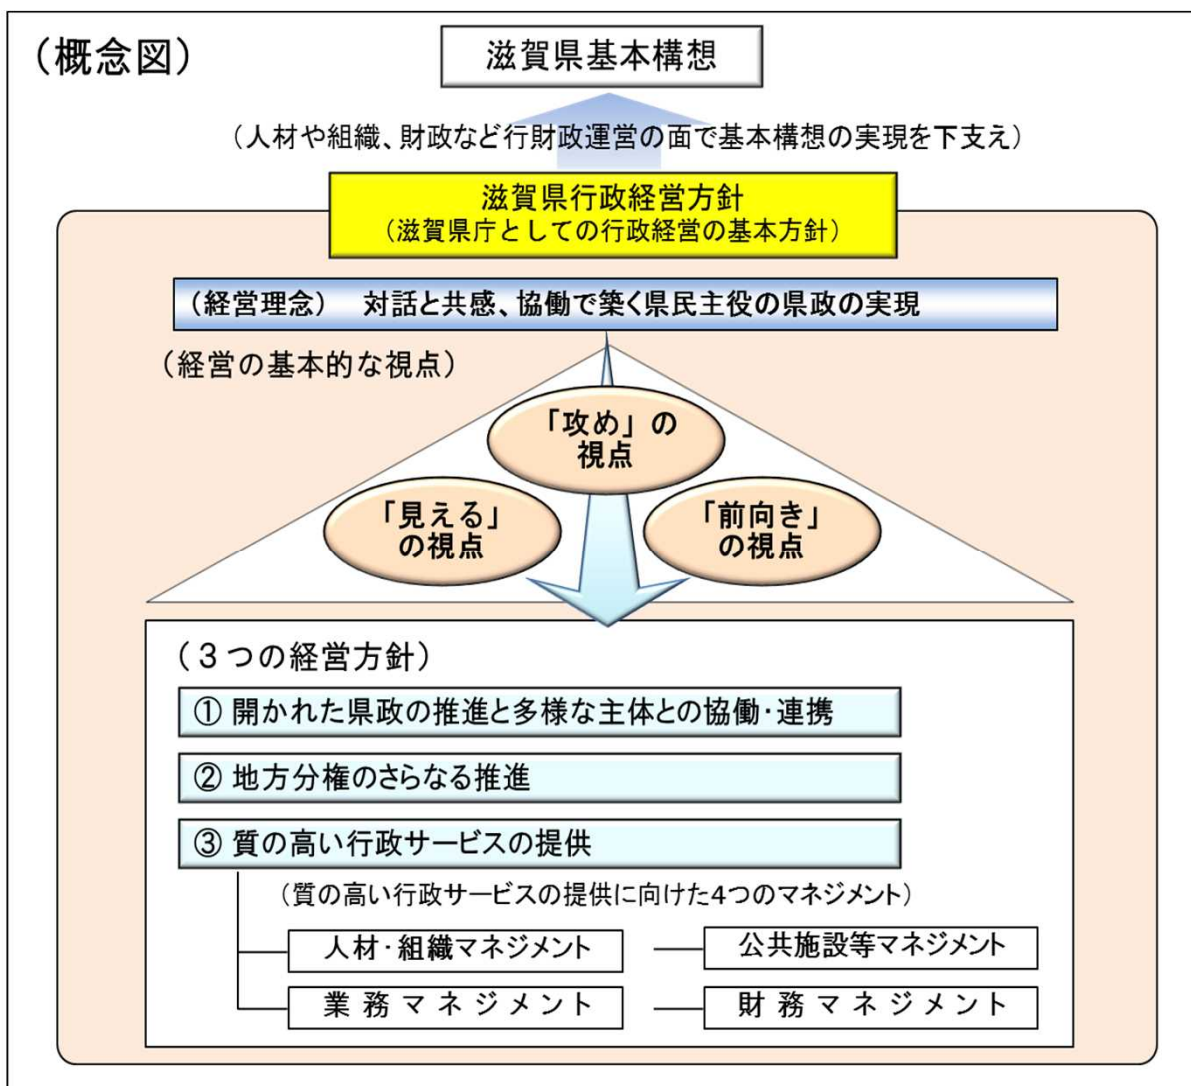 （概念図）
滋賀県基本構想
（人材や組織、財政など行財政運営の面で基本構想の実現を下支え）
滋賀県行政経営方針
（滋賀県庁としての行政経営の基本方針）
（経営理念）　対話と共感、協働で築く県民主役の県政の実現
（経営の基本的な視点）
「攻め」の
視点
「見える」
の視点
「前向き」
の視点
（３つの経営方針）
① 開かれた県政の推進と多様な主体との協働・連携
② 地方分権のさらなる推進
③ 質の高い行政サービスの提供
（質の高い行政サービスの提供に向けた4つのマネジメント）
人材・組織マネジメント
公共施設等マネジメント
業務マネジメント
財務マネジメント